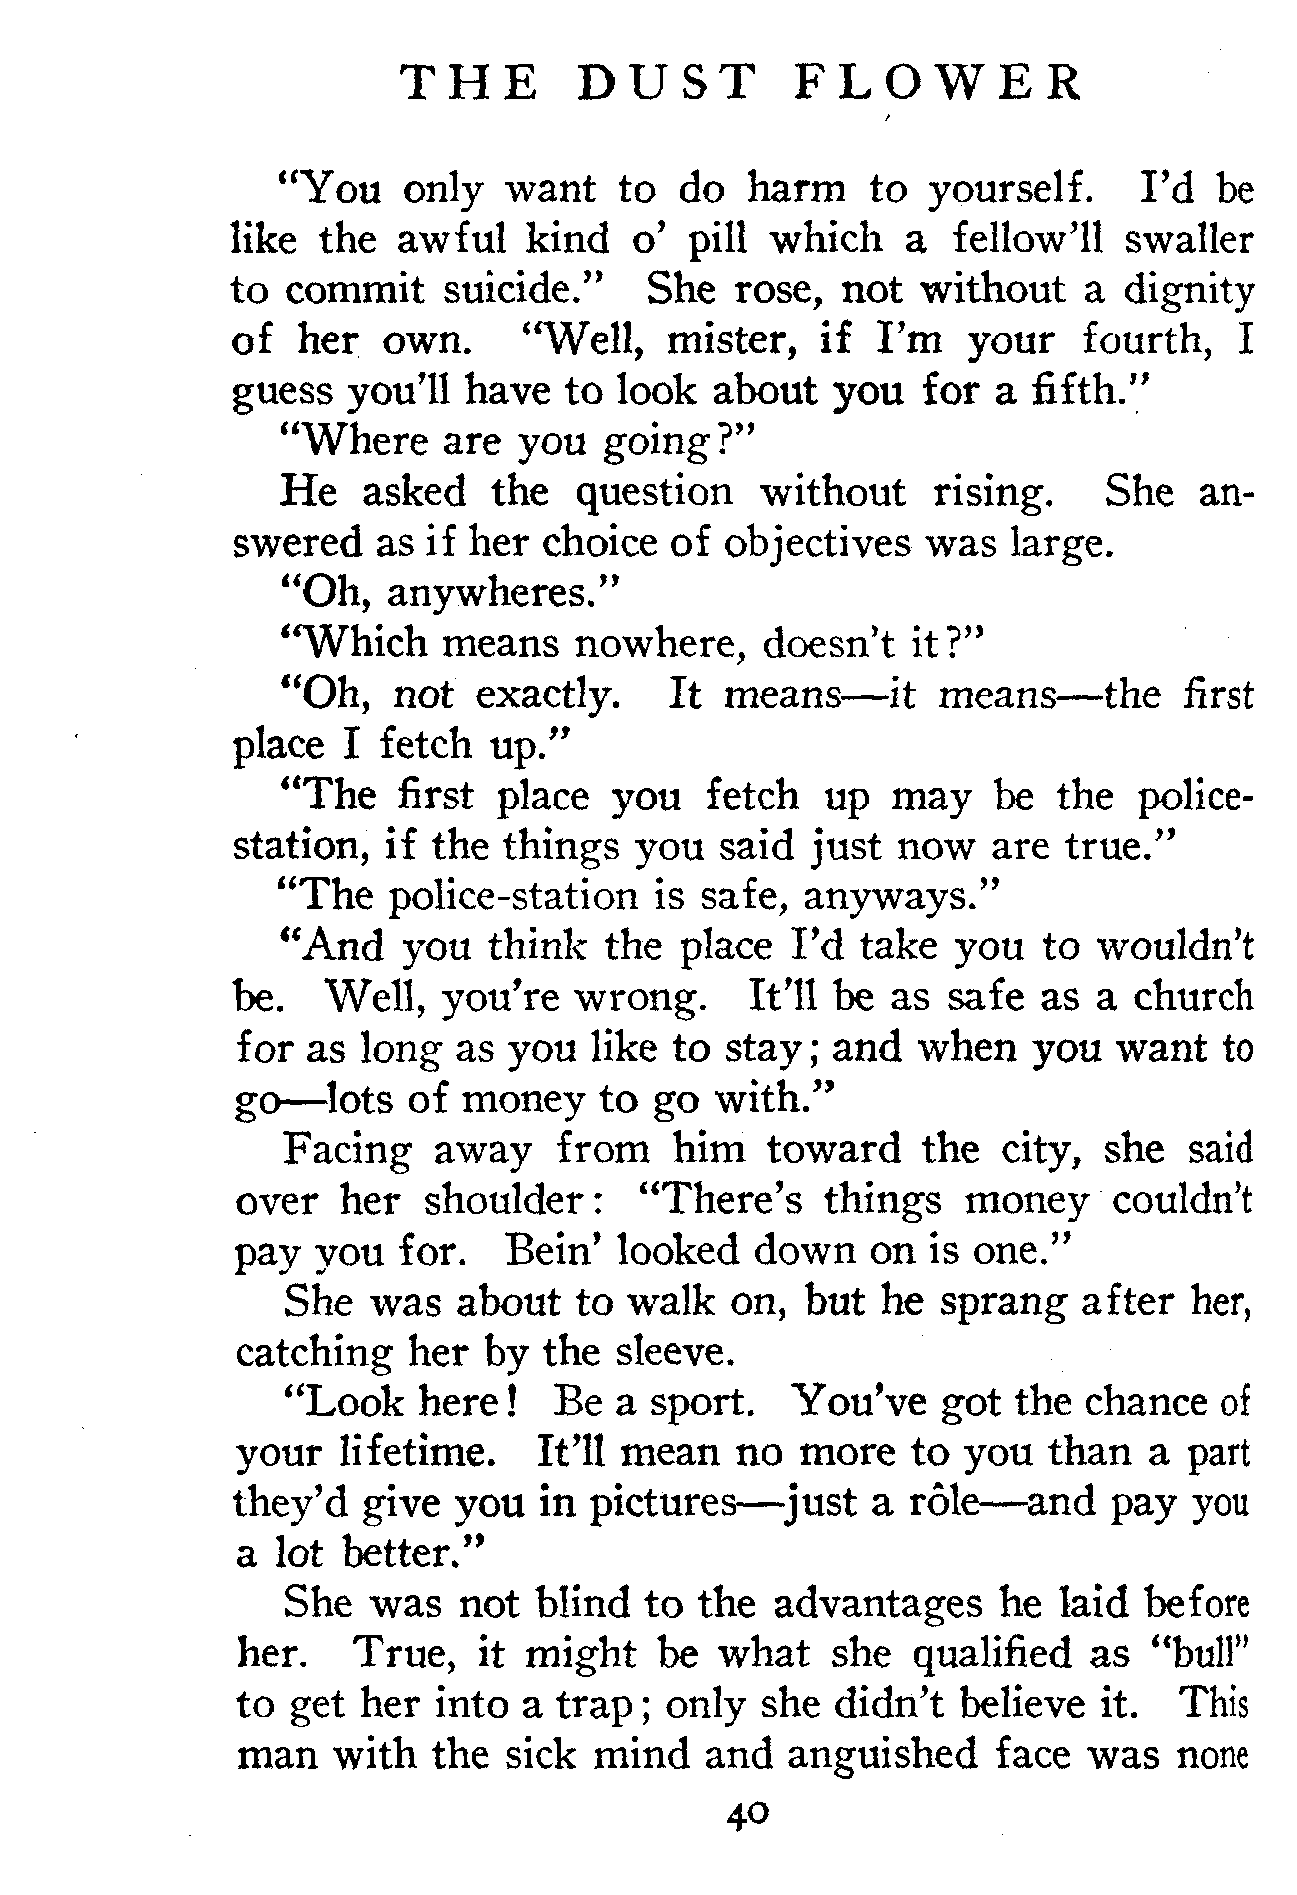 THE DUST FLOWER
“You only want to do harm to yourself. I’d be
like the awful kind o’ pill which a fellow’ll swaller
to commit suicide.” She rose, not without a dignity
of her own. “Well, mister, if I’m your fourth, I
guess you’ll have to look about you for a fifth.”
“Where are you going?”
He asked the question without rising. She an-
swered as if her choice of objectives was large.
“Oh, anywheres.”
“Which means nowhere, doesn’t it?”
“Oh, not exactly. It means—it means—the first
place I fetch up.”
“The first place you fetch up may be the police-
station, if the things you said just now are true.”
“The police-station is safe, anyways.”
“And you think the place I’d take you to wouldn’t
be. Well, you’re wrong. It’ll be as safe as a church
for as long as you like to stay; and when you want to
go—lots of money to go with.”
Facing away from him toward the city, she said
over her shoulder: “There’s things money couldn’t
pay you for. Bein’ looked down on is one.”
She was about to walk on, but he sprang after her,
catching her by the sleeve.
“Look here! Be a sport. You’ve got the chance of
your lifetime. It’ll mean no more to you than a part
they’d give you in pictures—just a rôle—and pay you
a lot better.”
She was not blind to the advantages he laid before
her. True, it might be what she qualified as “bull”
to get her into a trap; only she didn’t believe it. This
man with the sick mind and anguished face was none
40